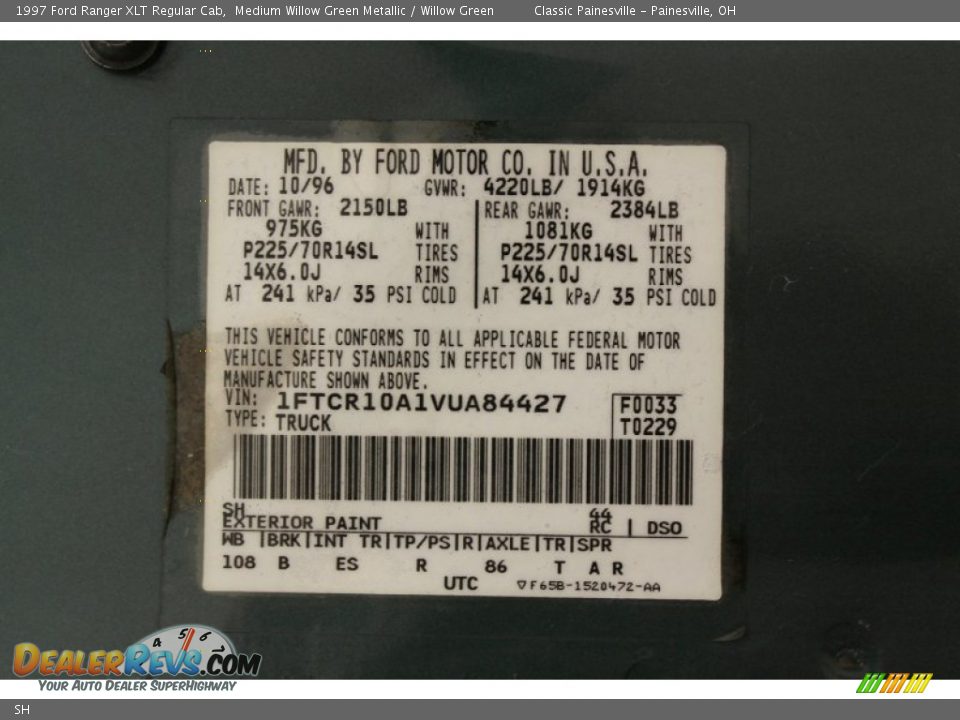 1997 Ford Ranger XLT Regular Cab, Medium Willow Green Metallic / Willow Green Classic Painesville - Painesville, OH
MFD. BY FORD MOTOR CO. IN U.S.A.
DATE: 10/96 GVWR: 4220LB/ 1914KG
FRONT GAWR: 2150LB REAR GAWR: 2384LB
975KG WITH 1081KG WITH
P225/70R14SL TIRES P225/70R14SL TIRES
14X6.0J RIMS 14X6.0J RIMS
AT 241 kPa/ 35 PSI COLD AT 241 kPa/ 35 PSI COLD
THIS VEHICLE CONFORMS TO ALL APPLICABLE FEDERAL MOTOR
VEHICLE SAFETY STANDARDS IN EFFECT ON THE DATE OF
MANUFACTURE SHOWN ABOVE.
VIN: 1FTCR10A1VUA84427 F0033
TYPE: TRUCK T0229
SH 44
EXTERIOR PAINT RC | DSO
WB |BRK|INT TR|TP/PS|R|AXLE|TR|SPR
108 B ES R 86 T A R
UTC ▽F65B-1520472-AA
4 5 6
DEALERREVS.COM
YOUR AUTO DEALER SUPERHIGHWAY
SH